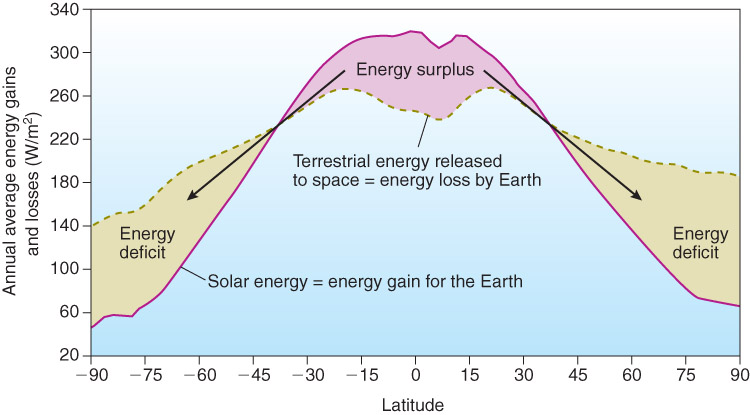 Annual average energy gains
and losses (W/m²)
340
300
260
220
180
140
100
60
20
Energy surplus
Terrestrial energy released
to space = energy loss by Earth
Energy
deficit
Energy
deficit
Solar energy = energy gain for the Earth
−90 −75 −60 −45 −30 −15 0 15 30 45 60 75 90
Latitude